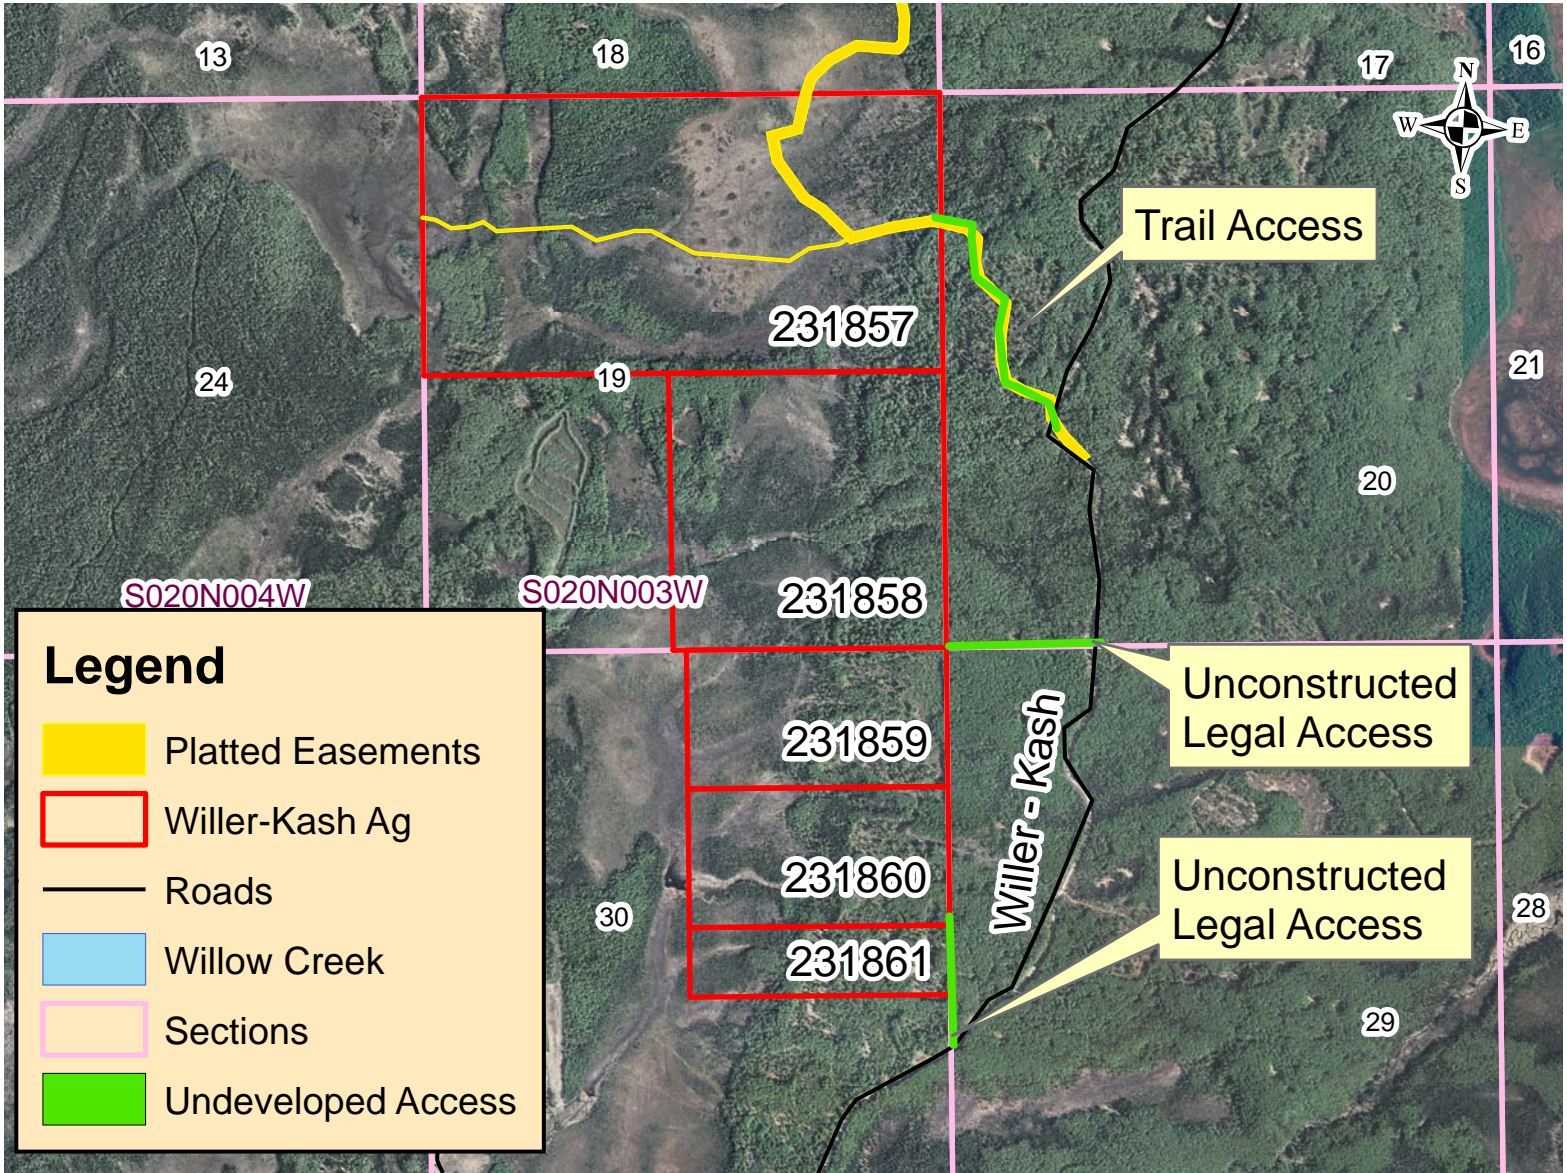 13
18
17
16
N
W
E
S
Trail Access
231857
24
19
21
20
S020N004W
S020N003W
231858
Legend
Platted Easements
Willer-Kash Ag
Roads
Willow Creek
Sections
Undeveloped Access
Unconstructed
Legal Access
231859
Willer - Kash
231860
Unconstructed
Legal Access
30
28
231861
29